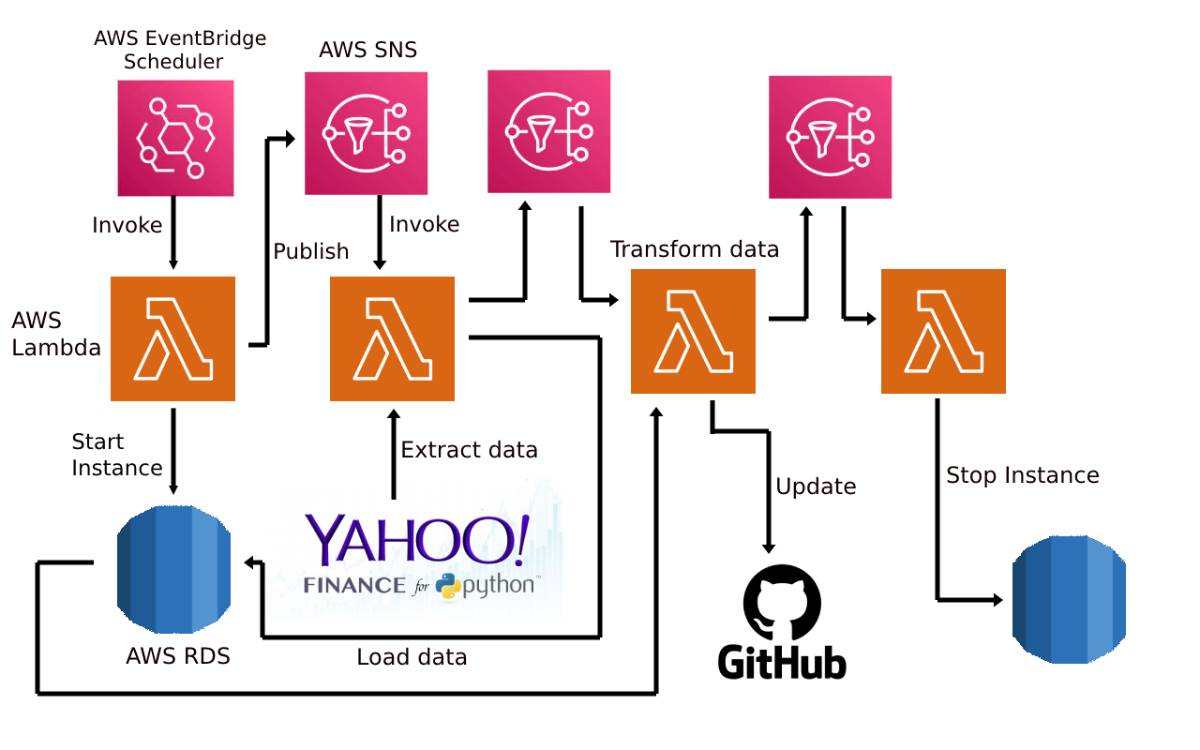 AWS EventBridge
Scheduler
AWS SNS
Invoke
Publish
Invoke
Transform data
AWS
Lambda
Start
Instance
Extract data
Update
Stop Instance
YAHOO!
FINANCE for python™
AWS RDS
Load data
GitHub